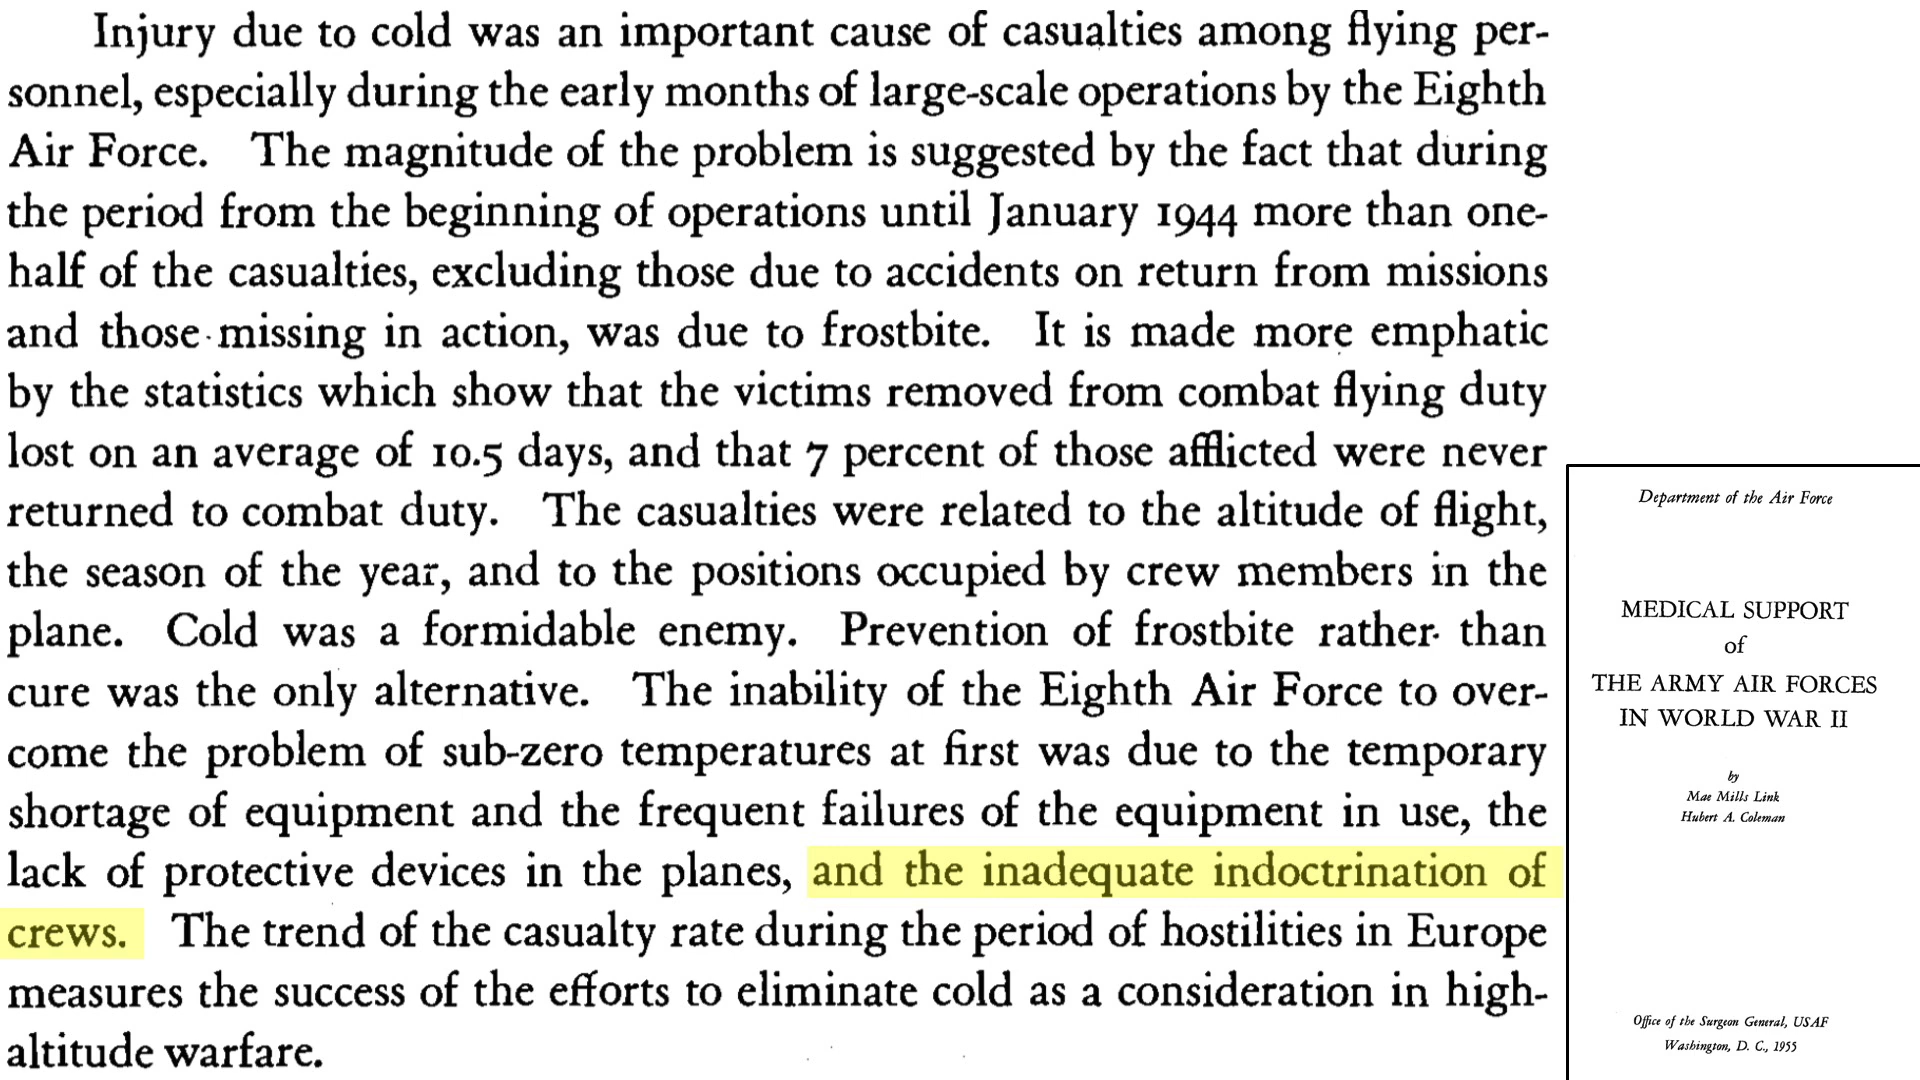 Injury due to cold was an important cause of casualties among flying per-
sonnel, especially during the early months of large-scale operations by the Eighth
Air Force. The magnitude of the problem is suggested by the fact that during
the period from the beginning of operations until January 1944 more than one-
half of the casualties, excluding those due to accidents on return from missions
and those missing in action, was due to frostbite. It is made more emphatic
by the statistics which show that the victims removed from combat flying duty
lost on an average of 10.5 days, and that 7 percent of those afflicted were never
returned to combat duty. The casualties were related to the altitude of flight,
the season of the year, and to the positions occupied by crew members in the
plane. Cold was a formidable enemy. Prevention of frostbite rather than
cure was the only alternative. The inability of the Eighth Air Force to over-
come the problem of sub-zero temperatures at first was due to the temporary
shortage of equipment and the frequent failures of the equipment in use, the
lack of protective devices in the planes, and the inadequate indoctrination of
crews. The trend of the casualty rate during the period of hostilities in Europe
measures the success of the efforts to eliminate cold as a consideration in high-
altitude warfare.
Department of the Air Force
MEDICAL SUPPORT
of
THE ARMY AIR FORCES
IN WORLD WAR II
by
Mae Mills Link
Hubert A. Coleman
Office of the Surgeon General, USAF
Washington, D. C., 1955